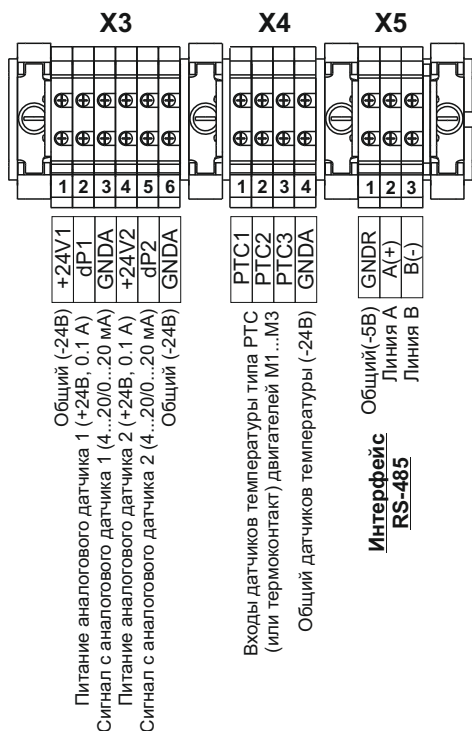 X3 X4 X5
1 2 3 4 5 6 1 2 3 4 1 2 3
+24V1
dP1
GNDA
+24V2
dP2
GNDA
PTC1
PTC2
PTC3
GNDA
GNDR
A(+)
B(-)
Общий (-24В)
Питание аналогового датчика 1 (+24В, 0.1 А)
Сигнал с аналогового датчика 1 (4...20/0...20 мА)
Питание аналогового датчика 2 (+24В, 0.1 А)
Сигнал с аналогового датчика 2 (4...20/0...20 мА)
Общий (-24В)
Входы датчиков температуры типа PTC
(или термоконтакт) двигателей М1...М3
Общий датчиков температуры (-24В)
Общий(-5В)
Линия А
Линия В
Интерфейс
RS-485